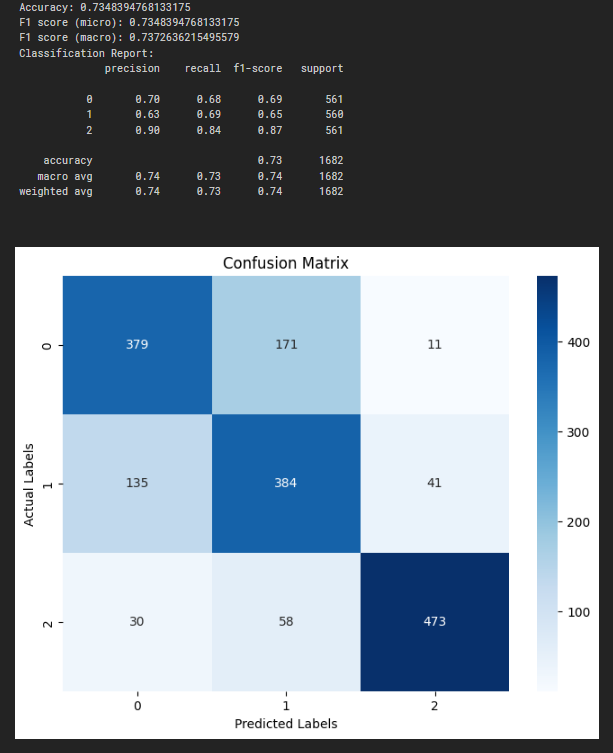 Accuracy: 0.7348394768133175
F1 score (micro): 0.7348394768133175
F1 score (macro): 0.7372636215495579
Classification Report:
precision recall f1-score support
0 0.70 0.68 0.69 561
1 0.63 0.69 0.65 560
2 0.90 0.84 0.87 561
accuracy 0.73 1682
macro avg 0.74 0.73 0.74 1682
weighted avg 0.74 0.73 0.74 1682
Confusion Matrix
0 379 171 11
1 135 384 41
2 30 58 473
0 1 2
Predicted Labels
Actual Labels
400
300
200
100